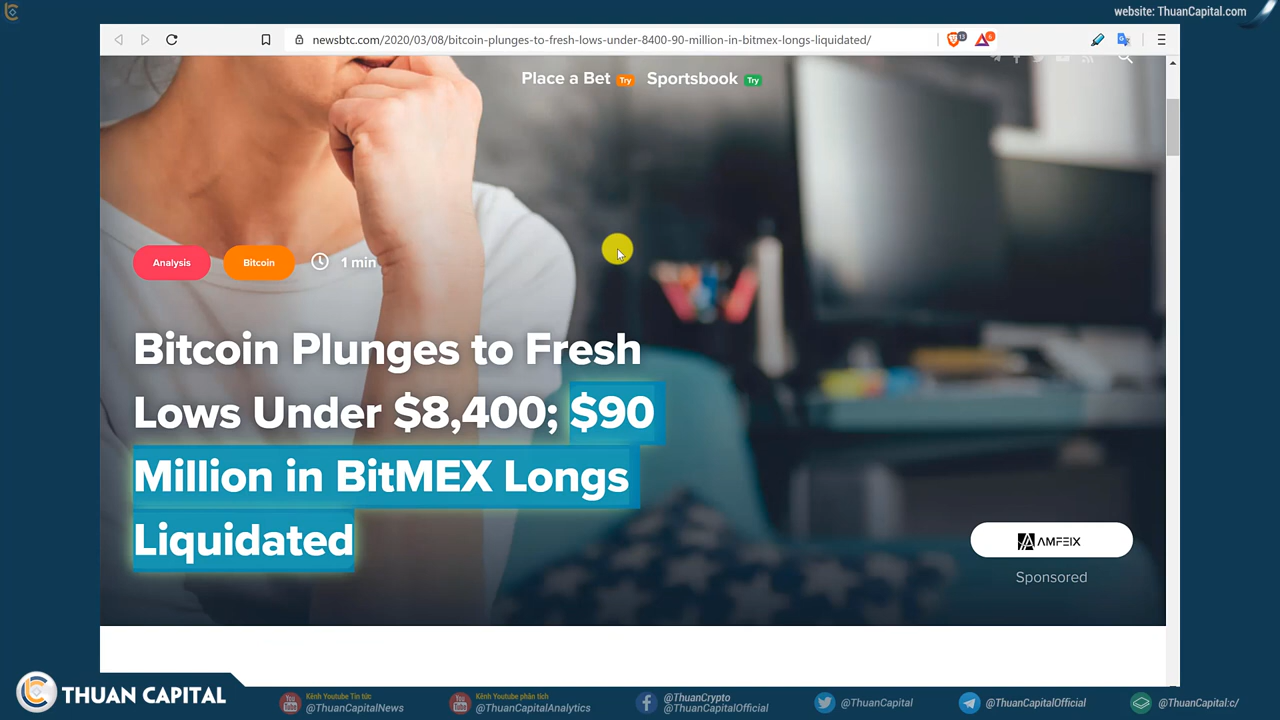 website: ThuanCapital.com
newsbtc.com/2020/03/08/bitcoin-plunges-to-fresh-lows-under-8400-90-million-in-bitmex-longs-liquidated/
13
6
Place a Bet Try Sportsbook Try
Analysis
Bitcoin
1 min
Bitcoin Plunges to Fresh
Lows Under $8,400; $90
Million in BitMEX Longs
Liquidated
AMFEIX
Sponsored
THUAN CAPITAL
Kênh Youtube Tin tức
@ThuanCapitalNews
Kênh Youtube phân tích
@ThuanCapitalAnalytics
@ThuanCrypto
@ThuanCapitalOfficial
@ThuanCapital
@ThuanCapitalOfficial
@ThuanCapital:c/